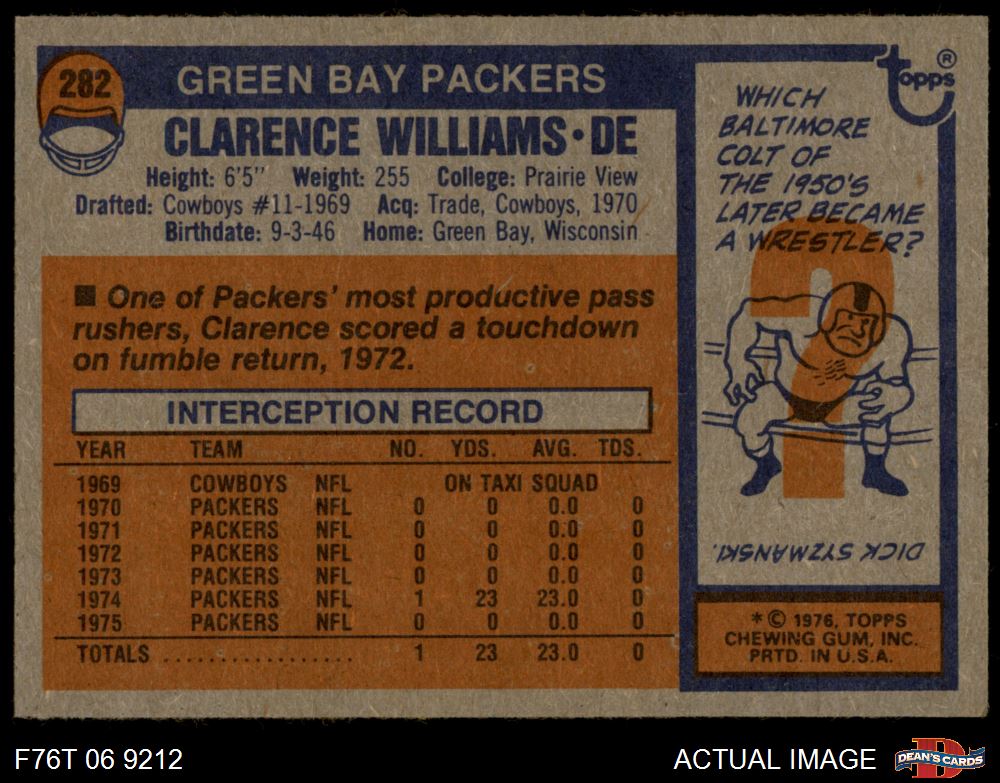 282
GREEN BAY PACKERS
CLARENCE WILLIAMS•DE
Height: 6'5" Weight: 255 College: Prairie View
Drafted: Cowboys #11-1969 Acq: Trade, Cowboys, 1970
Birthdate: 9-3-46 Home: Green Bay, Wisconsin
■ One of Packers' most productive pass
rushers, Clarence scored a touchdown
on fumble return, 1972.
INTERCEPTION RECORD
YEAR TEAM NO. YDS. AVG. TDS.
1969 COWBOYS NFL ON TAXI SQUAD
1970 PACKERS NFL 0 0 0.0 0
1971 PACKERS NFL 0 0 0.0 0
1972 PACKERS NFL 0 0 0.0 0
1973 PACKERS NFL 0 0 0.0 0
1974 PACKERS NFL 1 23 23.0 0
1975 PACKERS NFL 0 0 0.0 0
TOTALS .................. 1 23 23.0 0
topps®
WHICH
BALTIMORE
COLT OF
THE 1950'S
LATER BECAME
A WRESTLER?
?
DICK SYZMANSKI.
*© 1976, TOPPS
CHEWING GUM, INC.
PRTD. IN U.S.A.
F76T 06 9212
ACTUAL IMAGE
D
DEAN'S CARDS